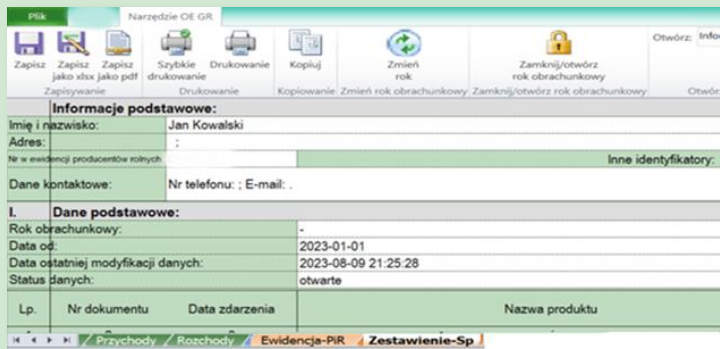 Plik Narzędzie OE GR
Zapisz Zapisz jako xlsx Zapisz jako pdf Szybkie drukowanie Drukowanie Kopiuj Zmień rok Zamknij/otwórz rok obrachunkowy Otwórz:
Zapisywanie Drukowanie Kopiowanie Zmień rok obrachunkowy Zamknij/otwórz rok obrachunkowy
Informacje podstawowe:
Imię i nazwisko: Jan Kowalski
Adres: ;
Nr w ewidencji producentów rolnych Inne identyfikatory:
Dane kontaktowe: Nr telefonu: ; E-mail: .
I. Dane podstawowe:
Rok obrachunkowy: -
Data od: 2023-01-01
Data ostatniej modyfikacji danych: 2023-08-09 21:25:28
Status danych: otwarte
Lp. Nr dokumentu Data zdarzenia Nazwa produktu
Przychody Rozchody Ewidencja-PiR Zestawienie-Sp